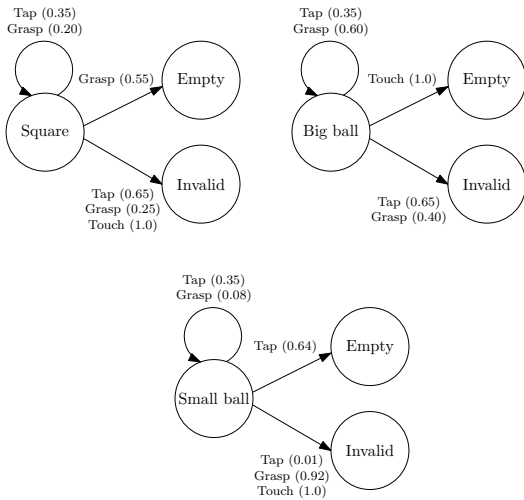 Tap (0.35)
Grasp (0.20)
Grasp (0.55)
Empty
Square
Invalid
Tap (0.65)
Grasp (0.25)
Touch (1.0)
Tap (0.35)
Grasp (0.60)
Touch (1.0)
Empty
Big ball
Invalid
Tap (0.65)
Grasp (0.40)
Tap (0.35)
Grasp (0.08)
Tap (0.64)
Empty
Small ball
Invalid
Tap (0.01)
Grasp (0.92)
Touch (1.0)